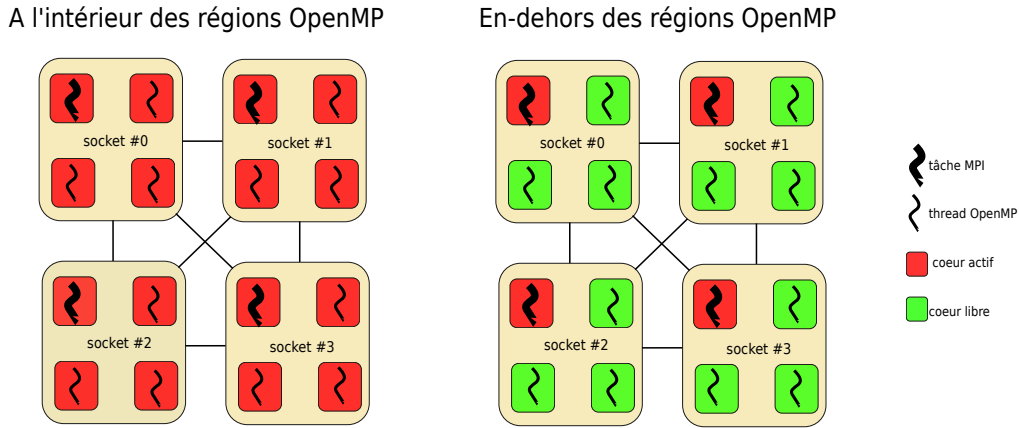 A l'intérieur des régions OpenMP
En-dehors des régions OpenMP
socket #0
socket #1
socket #2
socket #3
socket #0
socket #1
socket #2
socket #3
tâche MPI
thread OpenMP
coeur actif
coeur libre